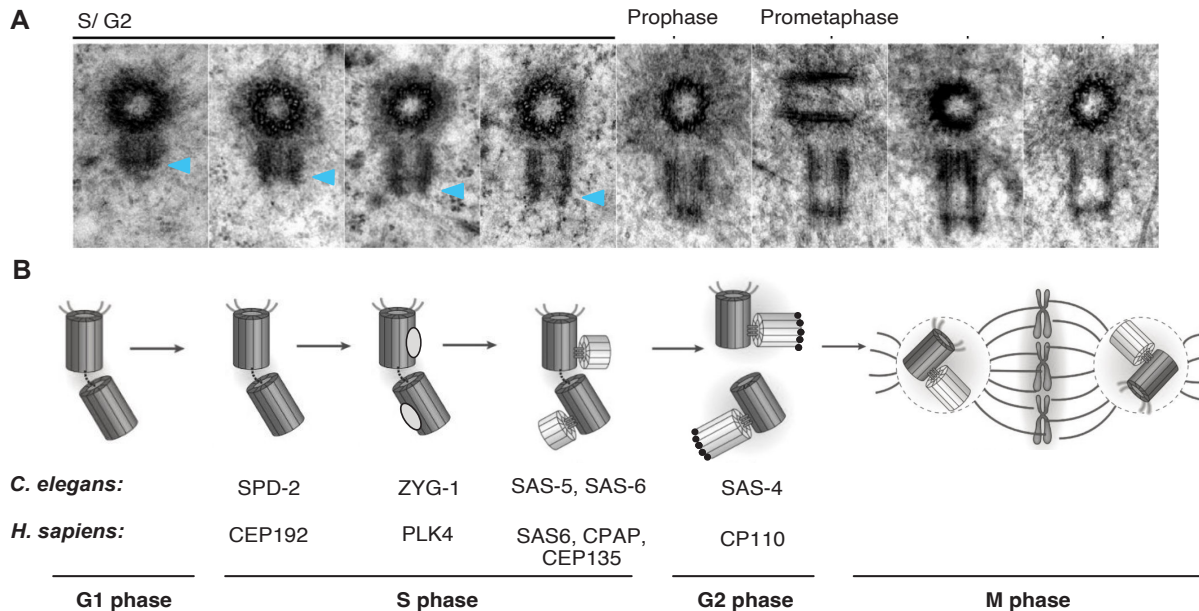 A
S/ G2
Prophase
Prometaphase
B
C. elegans:
SPD-2
ZYG-1
SAS-5, SAS-6
SAS-4
H. sapiens:
CEP192
PLK4
SAS6, CPAP,
CEP135
CP110
G1 phase
S phase
G2 phase
M phase